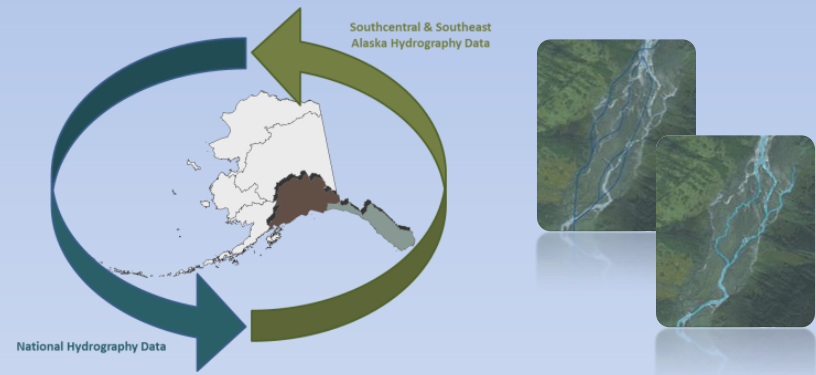 Southcentral & Southeast
Alaska Hydrography Data
National Hydrography Data